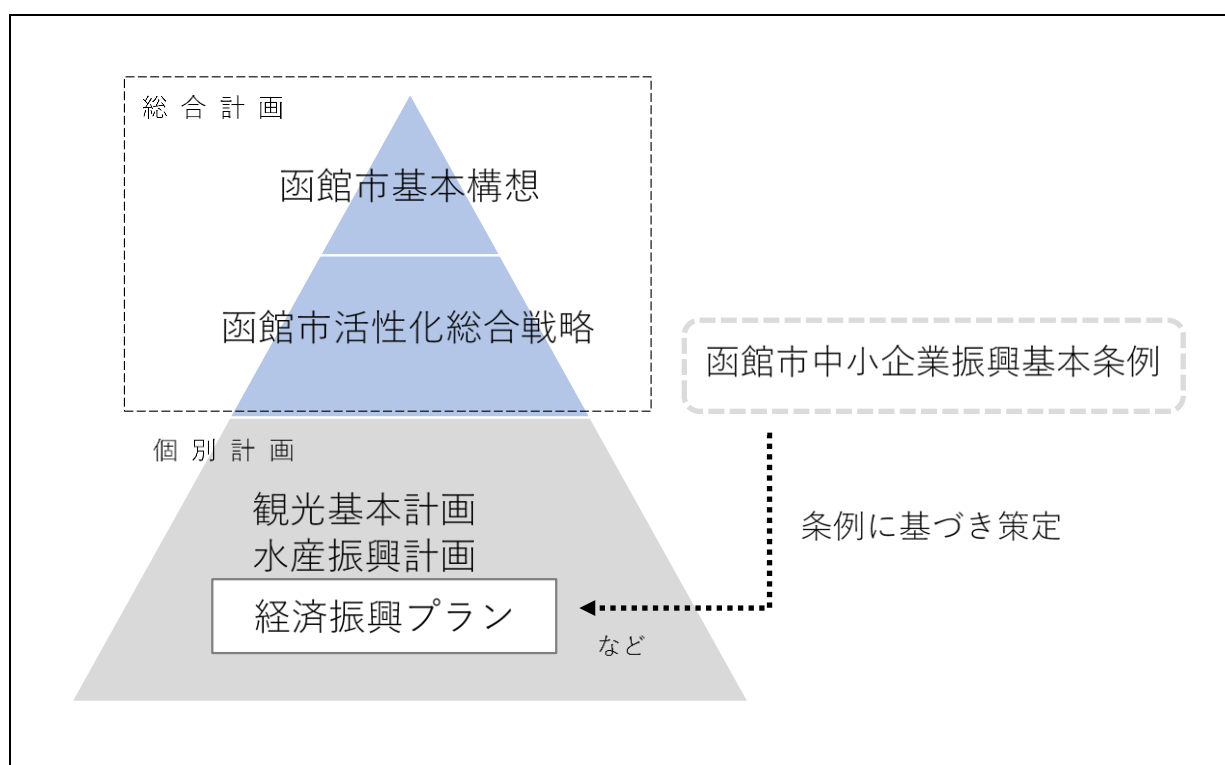 総合計画
函館市基本構想
函館市活性化総合戦略
函館市中小企業振興基本条例
個別計画
観光基本計画
水産振興計画
条例に基づき策定
経済振興プラン
など